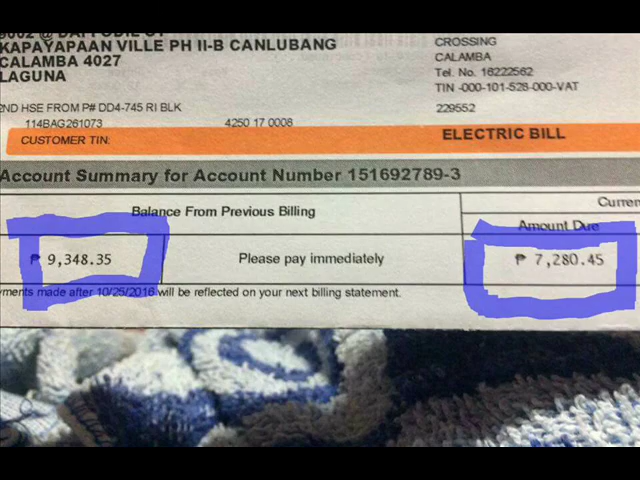 KAPAYAPAAN VILLE PH II-B CANLUBANG
CALAMBA 4027
LAGUNA
2ND HSE FROM P# DD4-745 RI BLK
114BAG261073 4250 17 0008
CROSSING
CALAMBA
Tel. No. 16222562
TIN -000-101-528-000-VAT
229552
CUSTOMER TIN:
ELECTRIC BILL
Account Summary for Account Number 151692789-3
Balance From Previous Billing
Curren
Amount Due
₱ 9,348.35
Please pay immediately
₱ 7,280.45
yments made after 10/25/2016 will be reflected on your next billing statement.